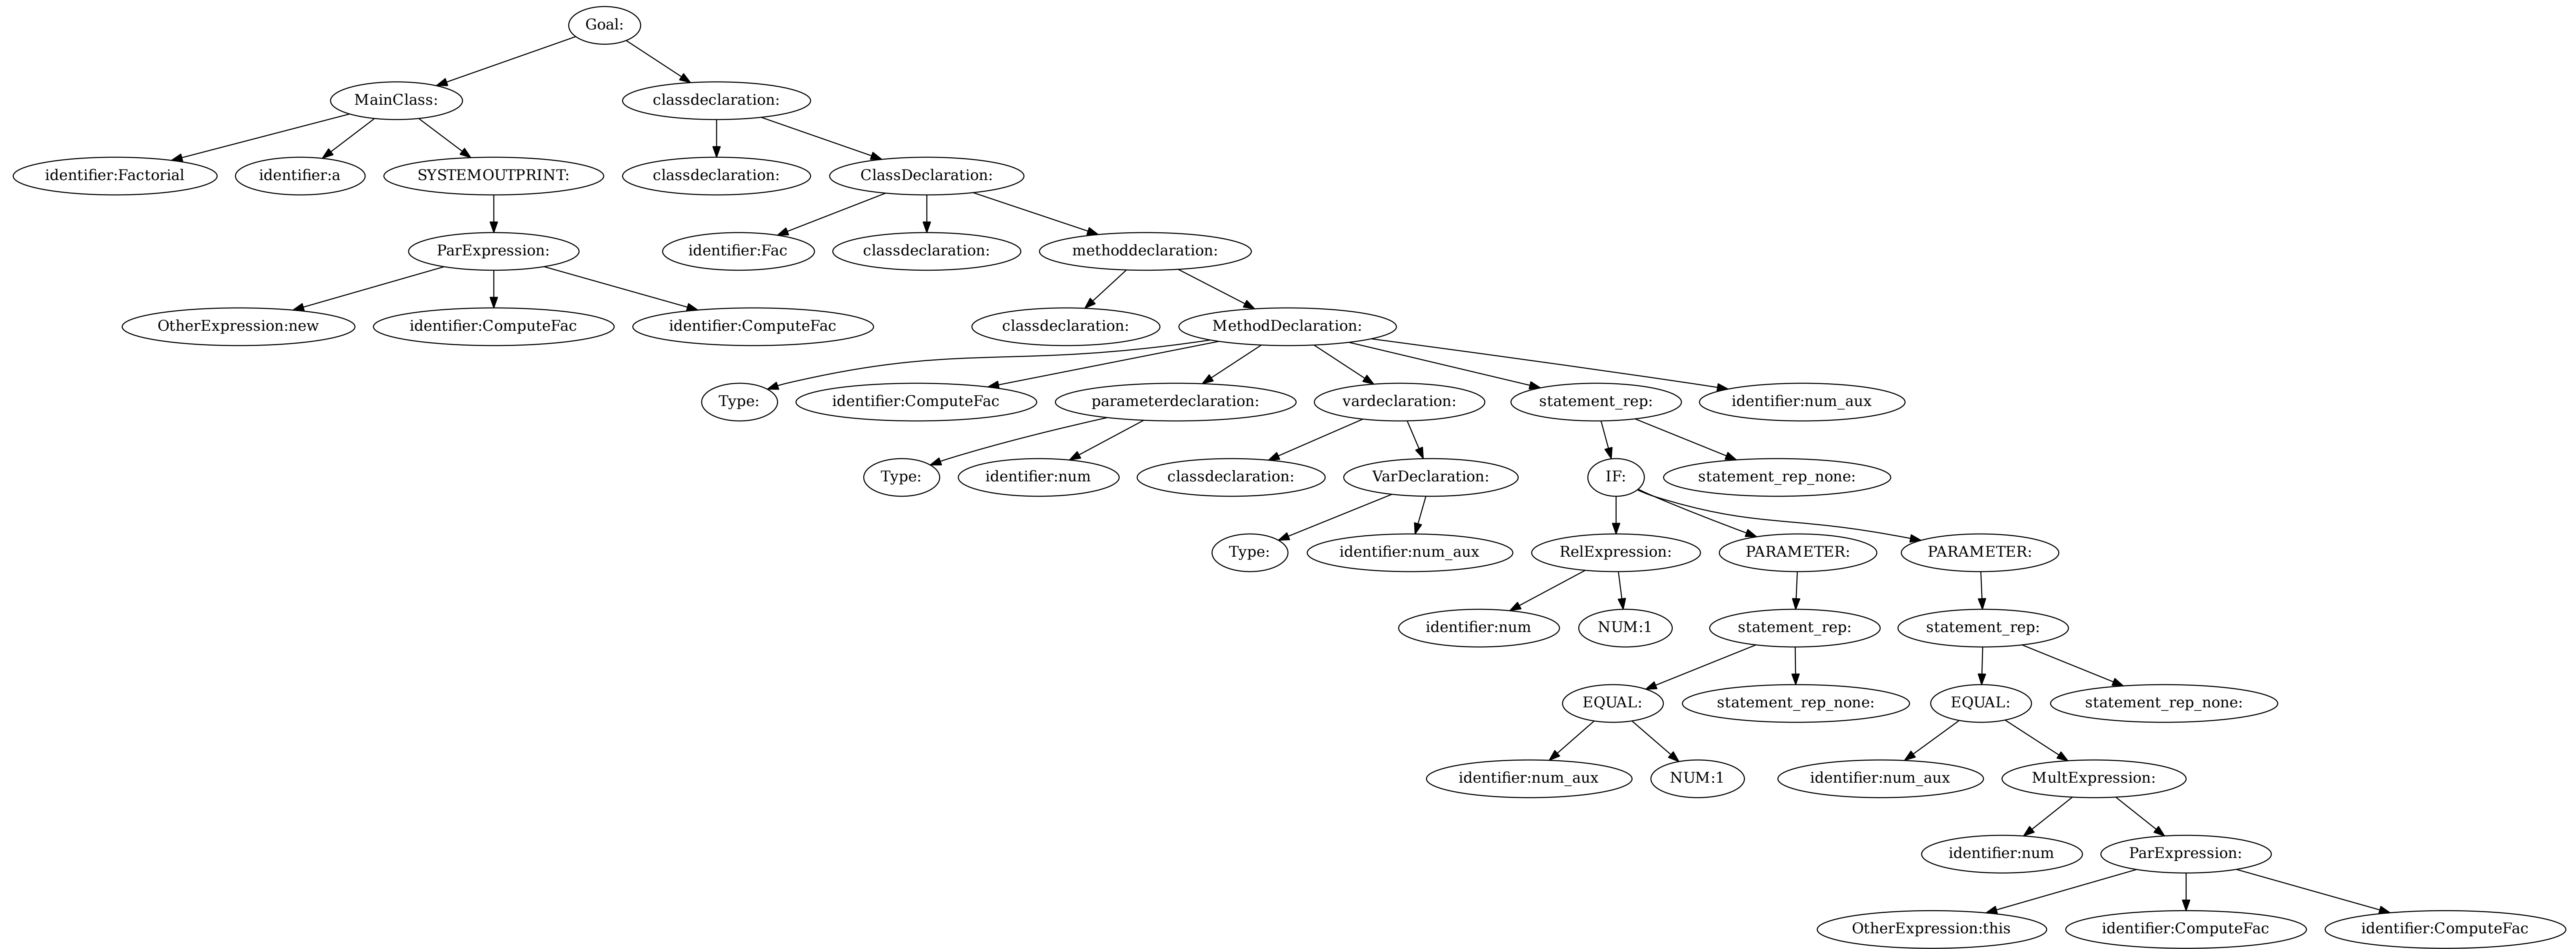 Goal:
MainClass:
classdeclaration:
identifier:Factorial
identifier:a
SYSTEMOUTPRINT:
classdeclaration:
ClassDeclaration:
ParExpression:
identifier:Fac
classdeclaration:
methoddeclaration:
OtherExpression:new
identifier:ComputeFac
identifier:ComputeFac
classdeclaration:
MethodDeclaration:
Type:
identifier:ComputeFac
parameterdeclaration:
vardeclaration:
statement_rep:
identifier:num_aux
Type:
identifier:num
classdeclaration:
VarDeclaration:
IF:
statement_rep_none:
Type:
identifier:num_aux
RelExpression:
PARAMETER:
PARAMETER:
identifier:num
NUM:1
statement_rep:
statement_rep:
EQUAL:
statement_rep_none:
EQUAL:
statement_rep_none:
identifier:num_aux
NUM:1
identifier:num_aux
MultExpression:
identifier:num
ParExpression:
OtherExpression:this
identifier:ComputeFac
identifier:ComputeFac